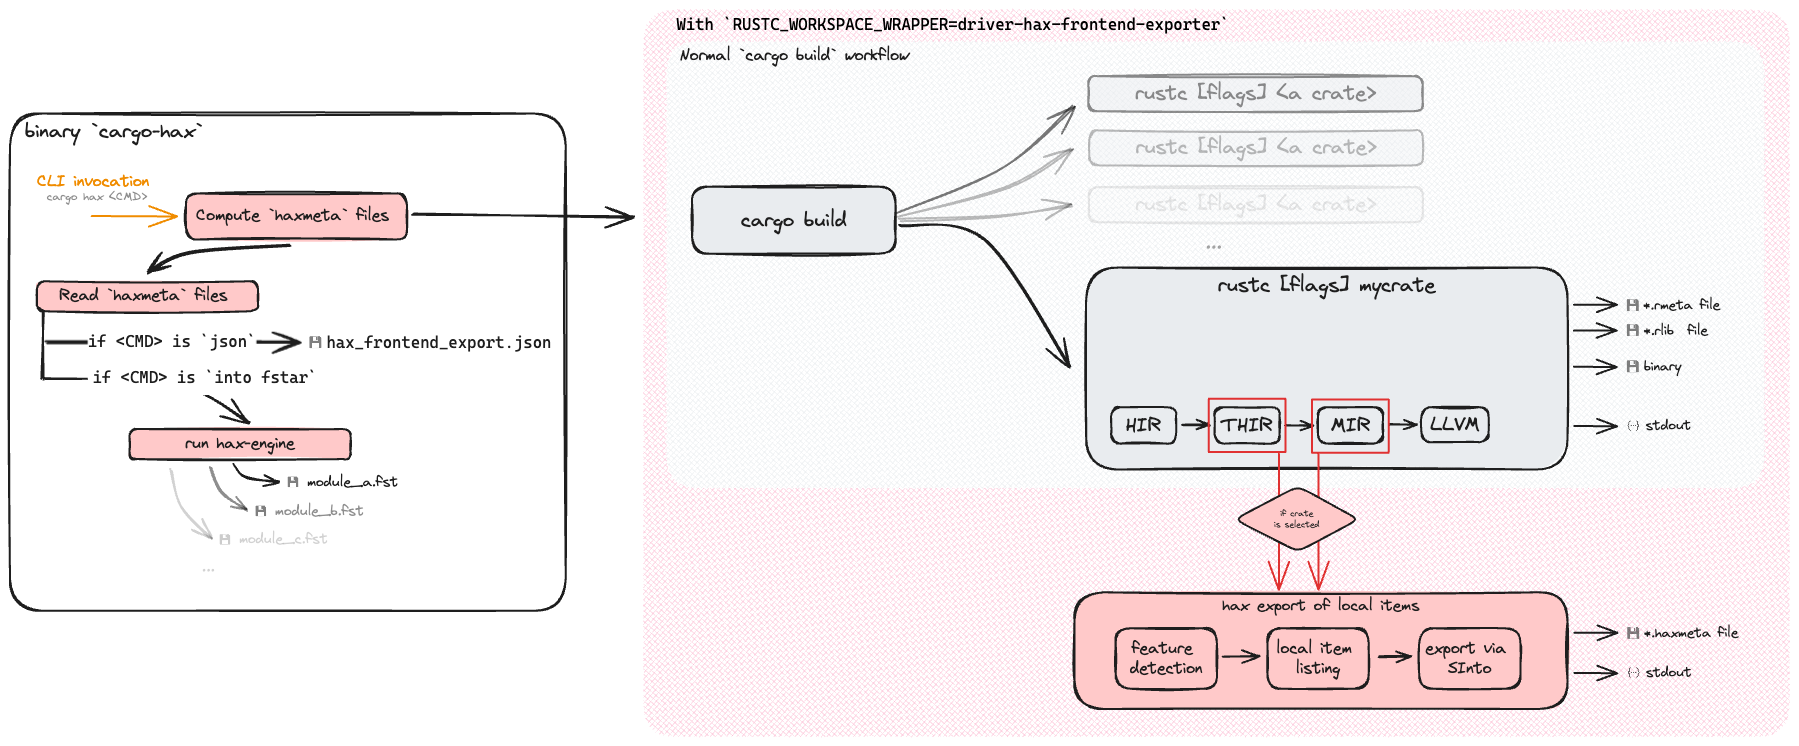 binary `cargo-hax`
CLI invocation
cargo hax <CMD>
Compute `haxmeta` files
Read `haxmeta` files
if <CMD> is `json`
hax_frontend_export.json
if <CMD> is `into fstar`
run hax-engine
module_a.fst
module_b.fst
module_c.fst
...
With `RUSTC_WORKSPACE_WRAPPER=driver-hax-frontend-exporter`
Normal `cargo build` workflow
cargo build
rustc [flags] <a crate>
rustc [flags] <a crate>
rustc [flags] <a crate>
...
rustc [flags] mycrate
HIR
THIR
MIR
LLVM
*.rmeta file
*.rlib file
binary
{··} stdout
if crate
is selected
hax export of local items
feature
detection
local item
listing
export via
SInto
*.haxmeta file
{··} stdout